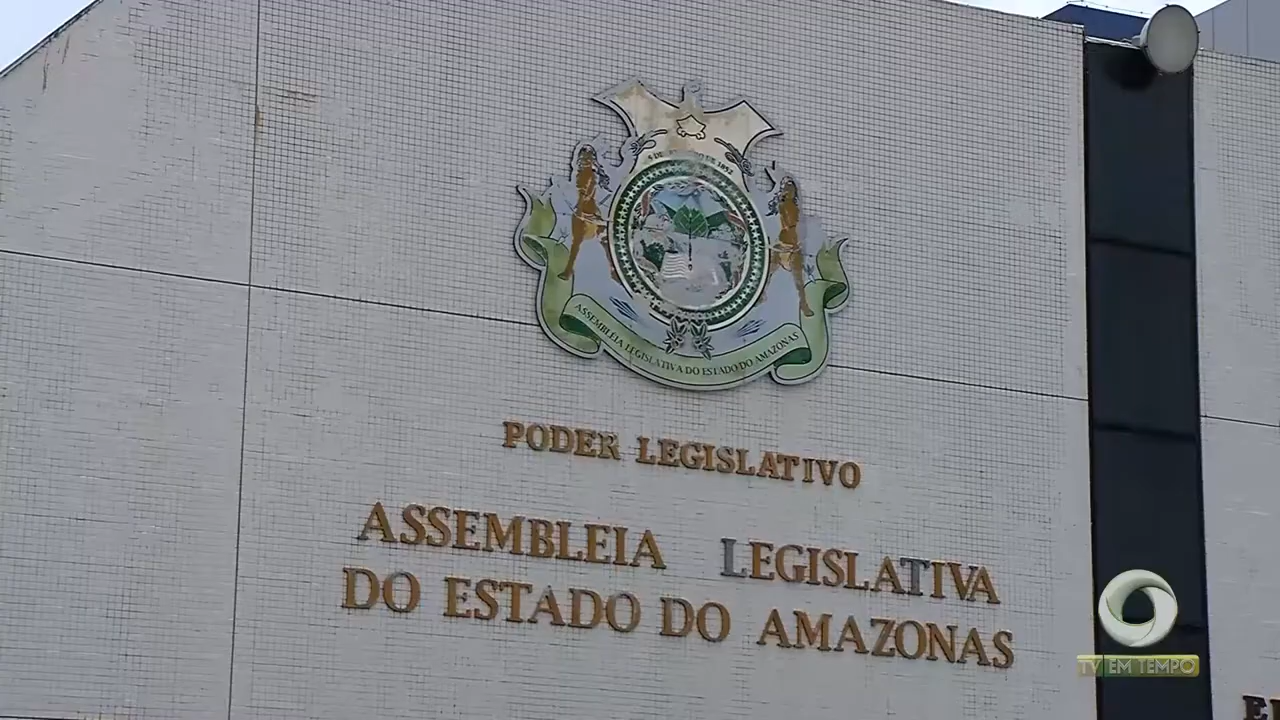 ASSEMBLEIA LEGISLATIVA DO ESTADO DO AMAZONAS
PODER LEGISLATIVO
ASSEMBLEIA LEGISLATIVA
DO ESTADO DO AMAZONAS
TV EM TEMPO